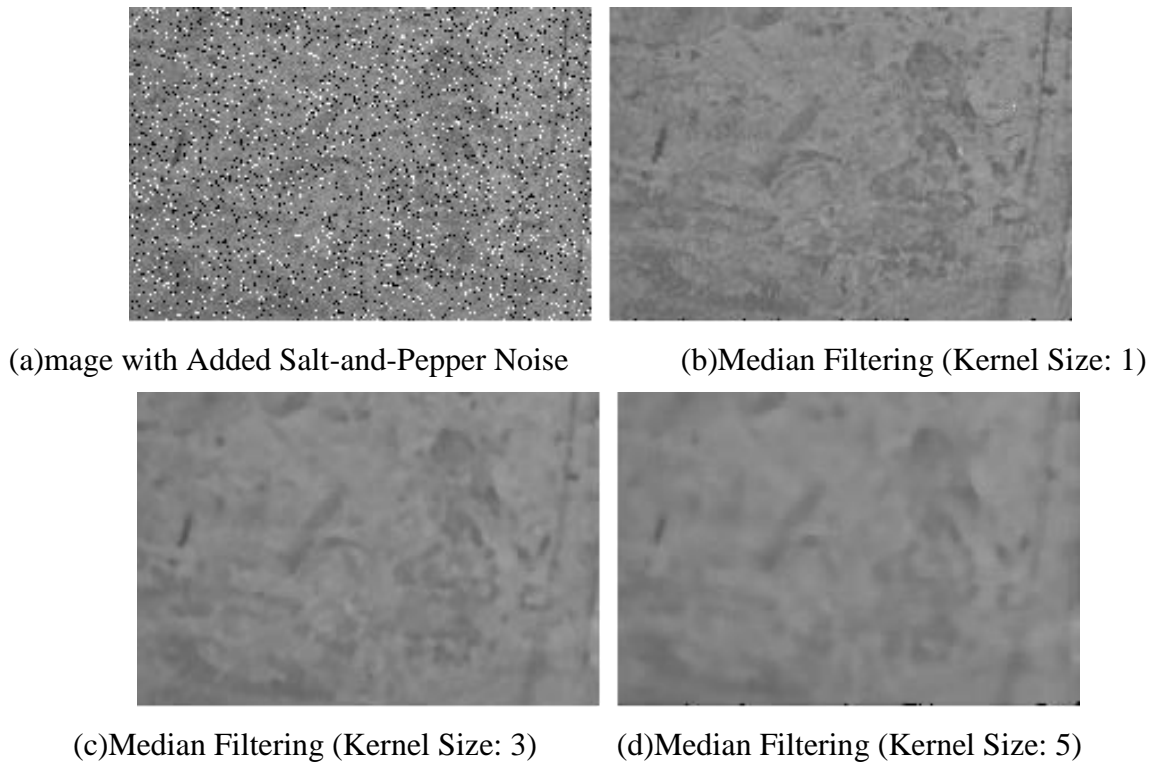 (a)mage with Added Salt-and-Pepper Noise
(b)Median Filtering (Kernel Size: 1)
(c)Median Filtering (Kernel Size: 3)
(d)Median Filtering (Kernel Size: 5)